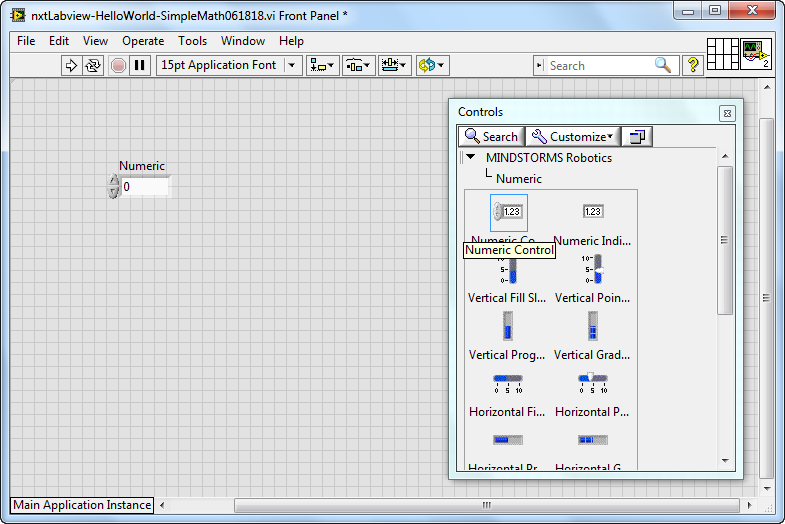 nxtLabview-HelloWorld-SimpleMath061818.vi Front Panel *
File Edit View Operate Tools Window Help
15pt Application Font
Search
?
2
Controls
Search Customize
MINDSTORMS Robotics
Numeric
1.23 1.23
Numeric Co... Numeric Indi...
Numeric Control
10- 10-
5- 5-
0- 0-
Vertical Fill Sl... Vertical Poin...
Vertical Prog... Vertical Grad...
0 5 10 0 5 10
Horizontal Fi... Horizontal P...
Horizontal Pr... Horizontal G...
Numeric
0
Main Application Instance